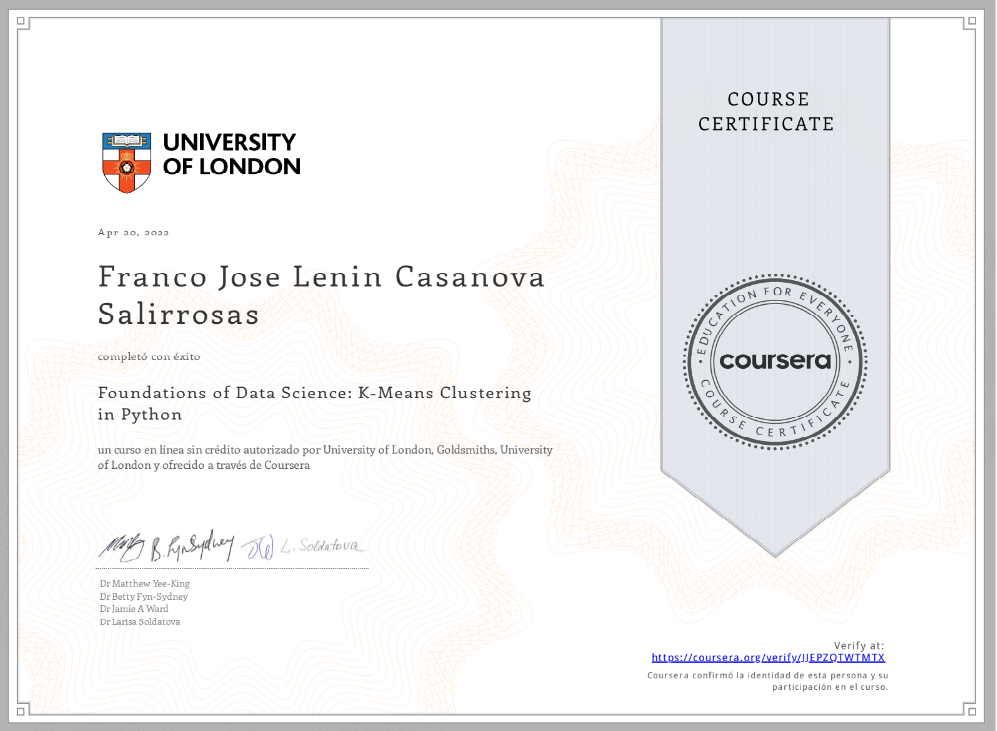 COURSE
CERTIFICATE
UNIVERSITY
OF LONDON
Apr 20, 2022
Franco Jose Lenin Casanova
Salirrosas
completó con éxito
Foundations of Data Science: K-Means Clustering
in Python
un curso en línea sin crédito autorizado por University of London, Goldsmiths, University
of London y ofrecido a través de Coursera
EDUCATION FOR EVERYONE
coursera
COURSE CERTIFICATE
B. Fyn-Sydney
L. Soldatova
Dr Matthew Yee-King
Dr Betty Fyn-Sydney
Dr Jamie A Ward
Dr Larisa Soldatova
Verify at:
https://coursera.org/verify/JJEPZQTWTMTX
Coursera confirmó la identidad de esta persona y su
participación en el curso.